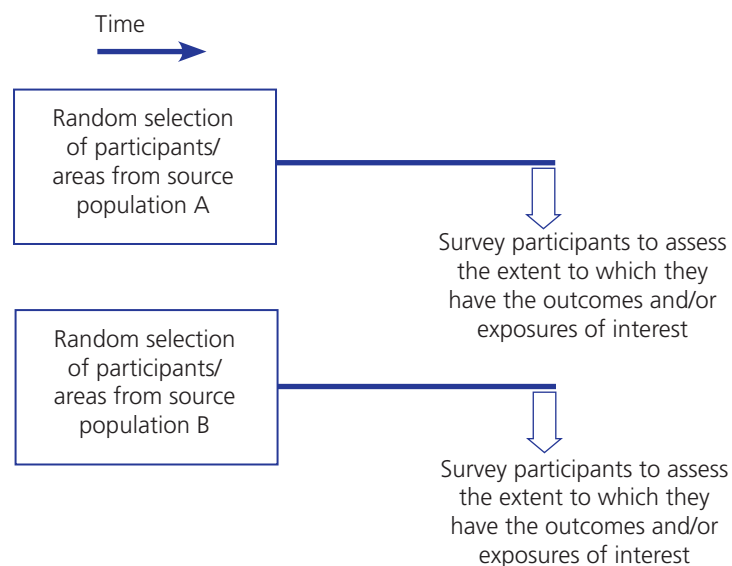 Time
Random selection
of participants/
areas from source
population A
Survey participants to assess
the extent to which they
have the outcomes and/or
exposures of interest
Random selection
of participants/
areas from source
population B
Survey participants to assess
the extent to which they
have the outcomes and/or
exposures of interest